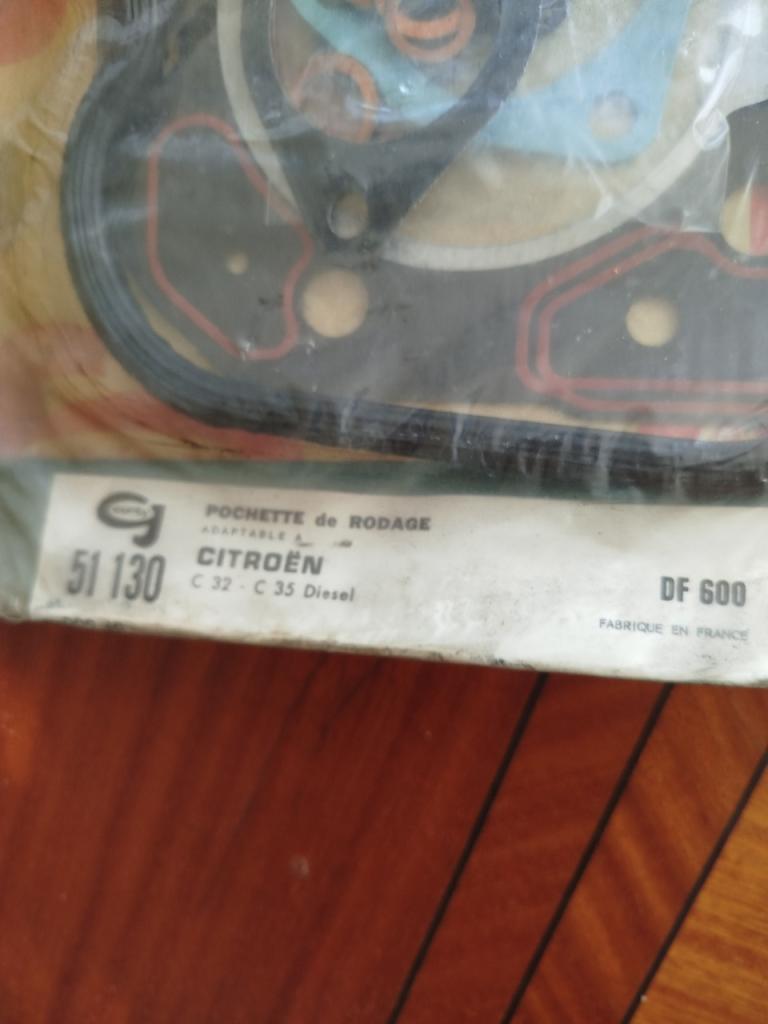 POCHETTE de RODAGE
ADAPTABLE A
CITROËN
C 32 - C 35 Diesel
51 130
DF 600
FABRIQUE EN FRANCE